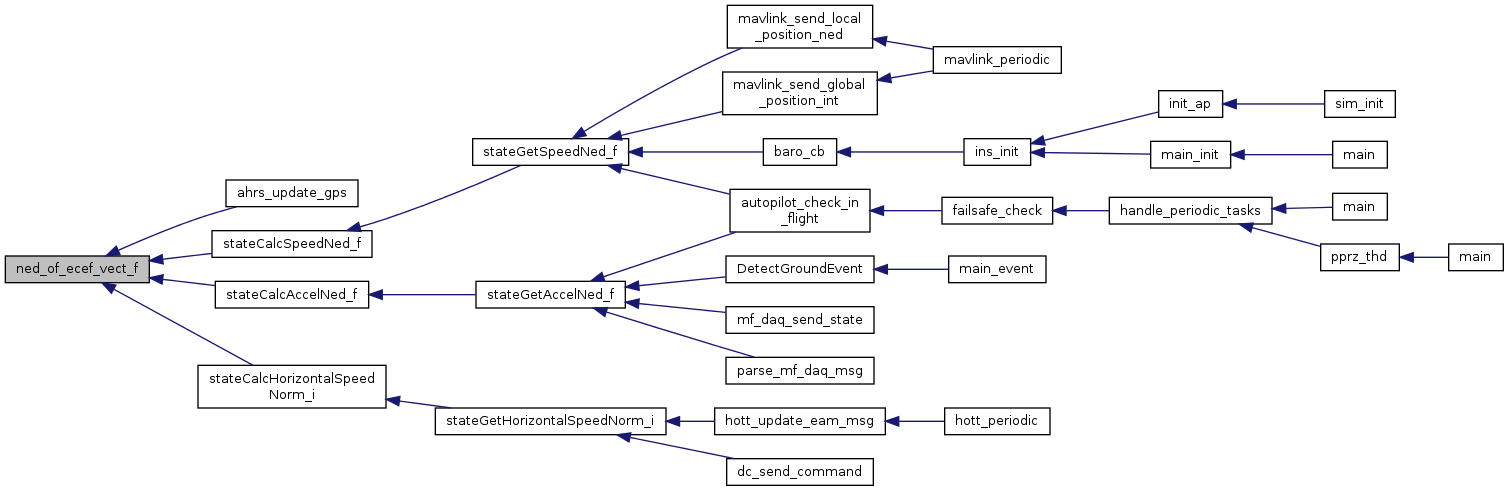 mavlink_send_local
_position_ned
mavlink_periodic
mavlink_send_global
_position_int
init_ap
sim_init
stateGetSpeedNed_f
baro_cb
ins_init
main_init
main
ahrs_update_gps
autopilot_check_in
_flight
failsafe_check
handle_periodic_tasks
main
stateCalcSpeedNed_f
pprz_thd
main
ned_of_ecef_vect_f
DetectGroundEvent
main_event
stateCalcAccelNed_f
stateGetAccelNed_f
mf_daq_send_state
parse_mf_daq_msg
stateCalcHorizontalSpeed
Norm_i
stateGetHorizontalSpeedNorm_i
hott_update_eam_msg
hott_periodic
dc_send_command